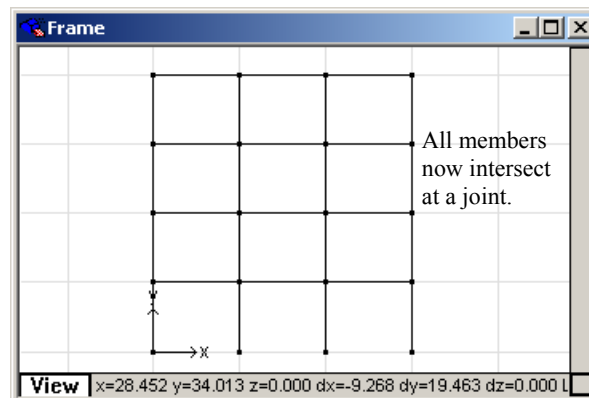 Frame
All members
now intersect
at a joint.
Y
X
View x=28.452 y=34.013 z=0.000 dx=-9.268 dy=19.463 dz=0.000 L